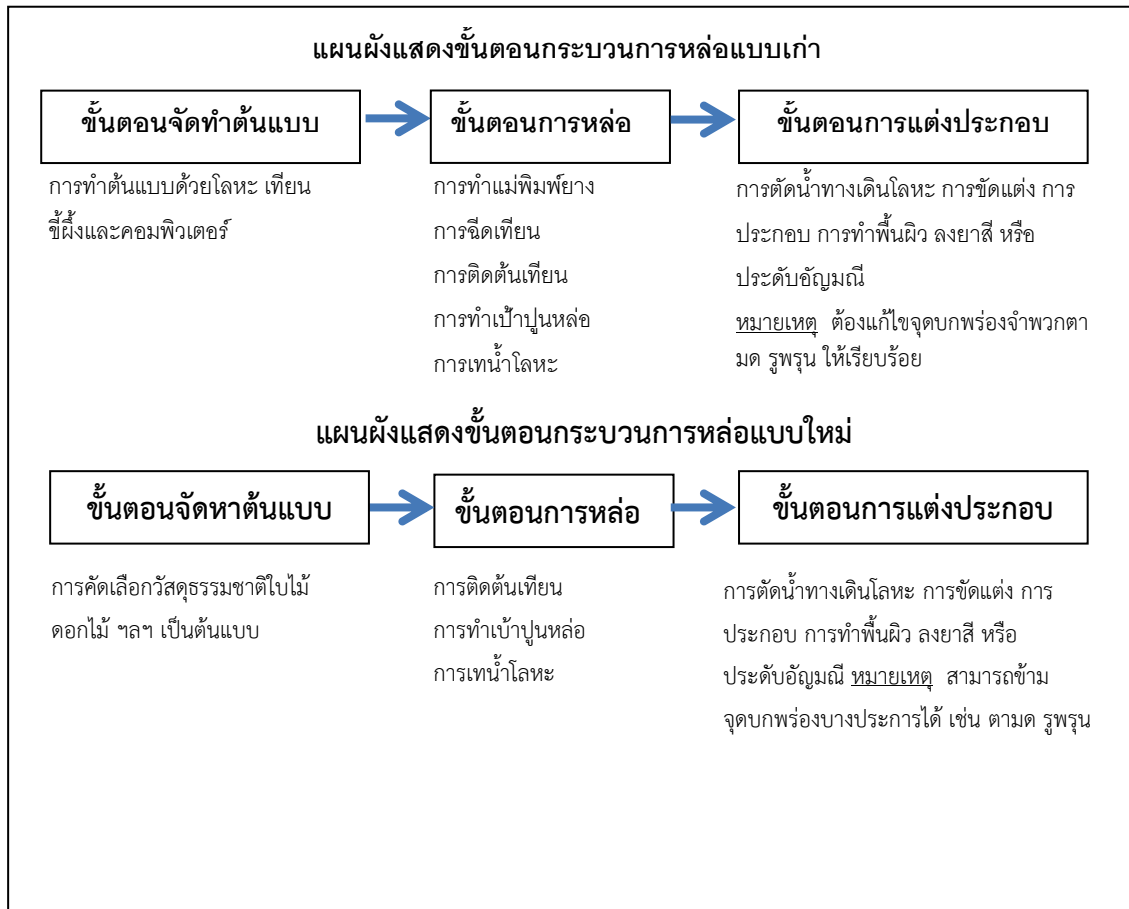 แผนผังแสดงขั้นตอนกระบวนการหล่อแบบเก่า
ขั้นตอนจัดทำต้นแบบ
การทำต้นแบบด้วยโลหะ เทียน
ขี้ผึ้งและคอมพิวเตอร์
ขั้นตอนการหล่อ
การทำแม่พิมพ์ยาง
การฉีดเทียน
การติดต้นเทียน
การทำเป้าปูนหล่อ
การเทน้ำโลหะ
ขั้นตอนการแต่งประกอบ
การตัดน้ำทางเดินโลหะ การขัดแต่ง การ
ประกอบ การทำพื้นผิว ลงยาสี หรือ
ประดับอัญมณี
หมายเหตุ ต้องแก้ไขจุดบกพร่องจำพวกตา
มด รูพรุน ให้เรียบร้อย
แผนผังแสดงขั้นตอนกระบวนการหล่อแบบใหม่
ขั้นตอนจัดหาต้นแบบ
การคัดเลือกวัสดุธรรมชาติใบไม้
ดอกไม้ ฯลฯ เป็นต้นแบบ
ขั้นตอนการหล่อ
การติดต้นเทียน
การทำเบ้าปูนหล่อ
การเทน้ำโลหะ
ขั้นตอนการแต่งประกอบ
การตัดน้ำทางเดินโลหะ การขัดแต่ง การ
ประกอบ การทำพื้นผิว ลงยาสี หรือ
ประดับอัญมณี หมายเหตุ สามารถข้าม
จุดบกพร่องบางประการได้ เช่น ตามด รูพรุน